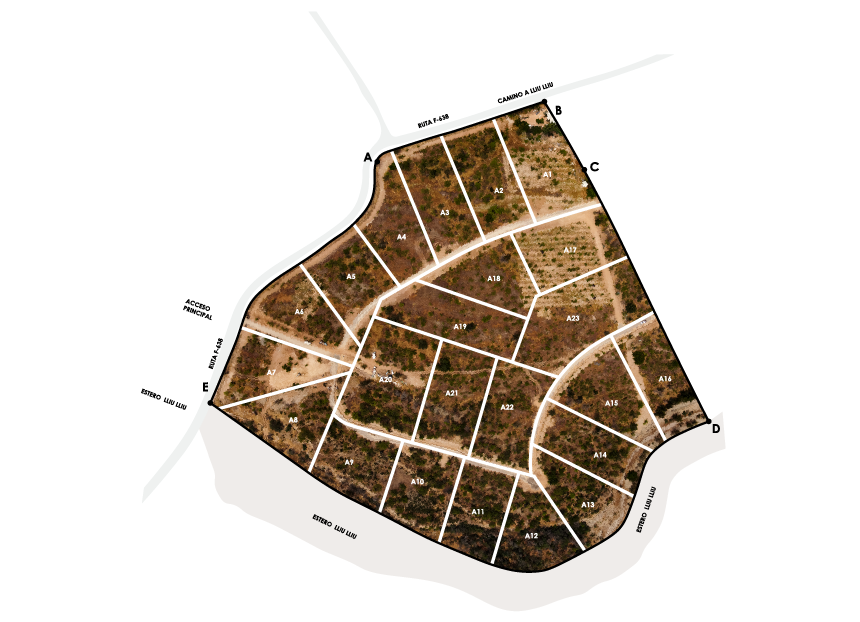 CAMINO A LLIU LLIU
B
RUTA F-63B
A
C
A1
A2
A3
A4
A17
A5
A18
A6
A23
ACCESO
PRINCIPAL
A19
RUTA F-63B
A7
A20
A16
E
A21
A15
ESTERO LLIU LLIU
A22
A8
D
A14
A9
A10
A13
A11
ESTERO LLIU LLIU
ESTERO LLIU LLIU
A12